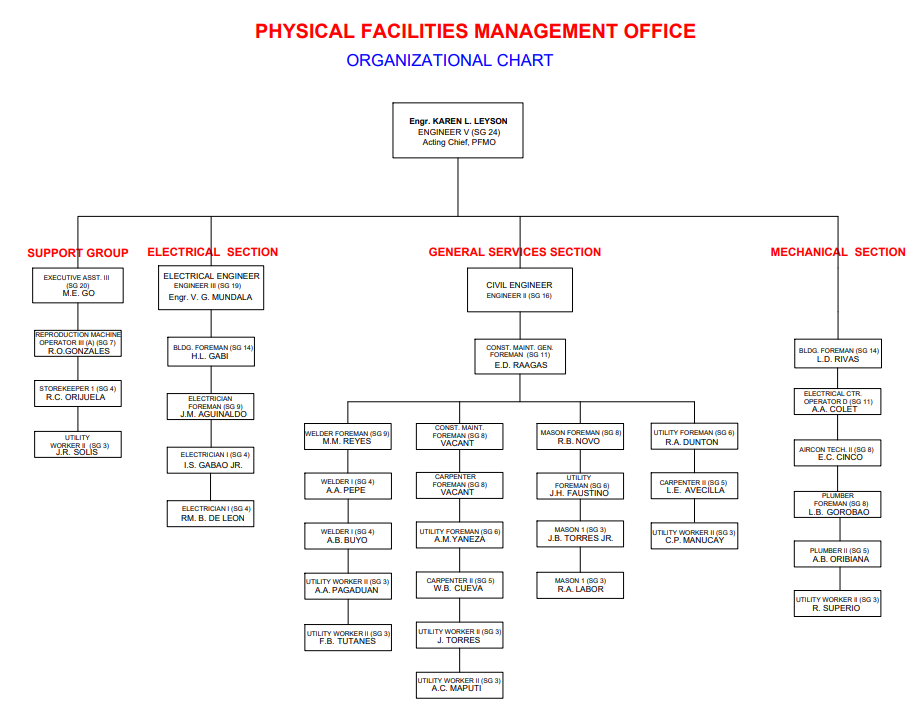 PHYSICAL FACILITIES MANAGEMENT OFFICE
ORGANIZATIONAL CHART
Engr. KAREN L. LEYSON
ENGINEER V (SG 24)
Acting Chief, PFMO
SUPPORT GROUP
EXECUTIVE ASST. III
(SG 20)
M.E. GO
REPRODUCTION MACHINE
OPERATOR III (A) (SG 7)
R.O.GONZALES
STOREKEEPER 1 (SG 4)
R.C. ORIJUELA
UTILITY
WORKER II (SG 3)
J.R. SOLIS
ELECTRICAL SECTION
ELECTRICAL ENGINEER
ENGINEER III (SG 19)
Engr. V. G. MUNDALA
BLDG. FOREMAN (SG 14)
H.L. GABI
ELECTRICIAN
FOREMAN (SG 9)
J.M. AGUINALDO
ELECTRICIAN I (SG 4)
I.S. GABAO JR.
ELECTRICIAN I (SG 4)
RM. B. DE LEON
GENERAL SERVICES SECTION
CIVIL ENGINEER
ENGINEER II (SG 16)
CONST. MAINT. GEN.
FOREMAN (SG 11)
E.D. RAAGAS
WELDER FOREMAN (SG 9)
M.M. REYES
WELDER I (SG 4)
A.A. PEPE
WELDER I (SG 4)
A.B. BUYO
UTILITY WORKER II (SG 3)
A.A. PAGADUAN
UTILITY WORKER II (SG 3)
F.B. TUTANES
CONST. MAINT.
FOREMAN (SG 8)
VACANT
CARPENTER
FOREMAN (SG 8)
VACANT
UTILITY FOREMAN (SG 6)
A.M.YANEZA
CARPENTER II (SG 5)
W.B. CUEVA
UTILITY WORKER II (SG 3)
J. TORRES
UTILITY WORKER II (SG 3)
A.C. MAPUTI
MASON FOREMAN (SG 8)
R.B. NOVO
UTILITY
FOREMAN (SG 6)
J.H. FAUSTINO
MASON 1 (SG 3)
J.B. TORRES JR.
MASON 1 (SG 3)
R.A. LABOR
UTILITY FOREMAN (SG 6)
R.A. DUNTON
CARPENTER II (SG 5)
L.E. AVECILLA
UTILITY WORKER II (SG 3)
C.P. MANUCAY
MECHANICAL SECTION
BLDG. FOREMAN (SG 14)
L.D. RIVAS
ELECTRICAL CTR.
OPERATOR D (SG 11)
A.A. COLET
AIRCON TECH. II (SG 8)
E.C. CINCO
PLUMBER
FOREMAN (SG 8)
L.B. GOROBAO
PLUMBER II (SG 5)
A.B. ORIBIANA
UTILITY WORKER II (SG 3)
R. SUPERIO